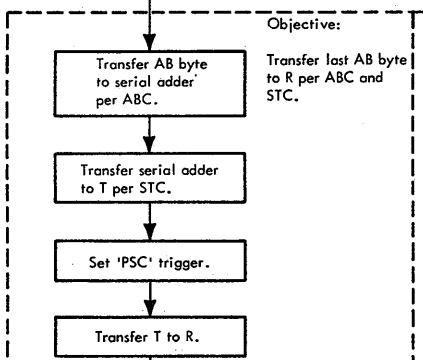 Objective:
Transfer last AB byte
to R per ABC and
STC.
Transfer AB byte
to serial adder
per ABC.
Transfer serial adder
to T per STC.
Set 'PSC' trigger.
Transfer T to R.